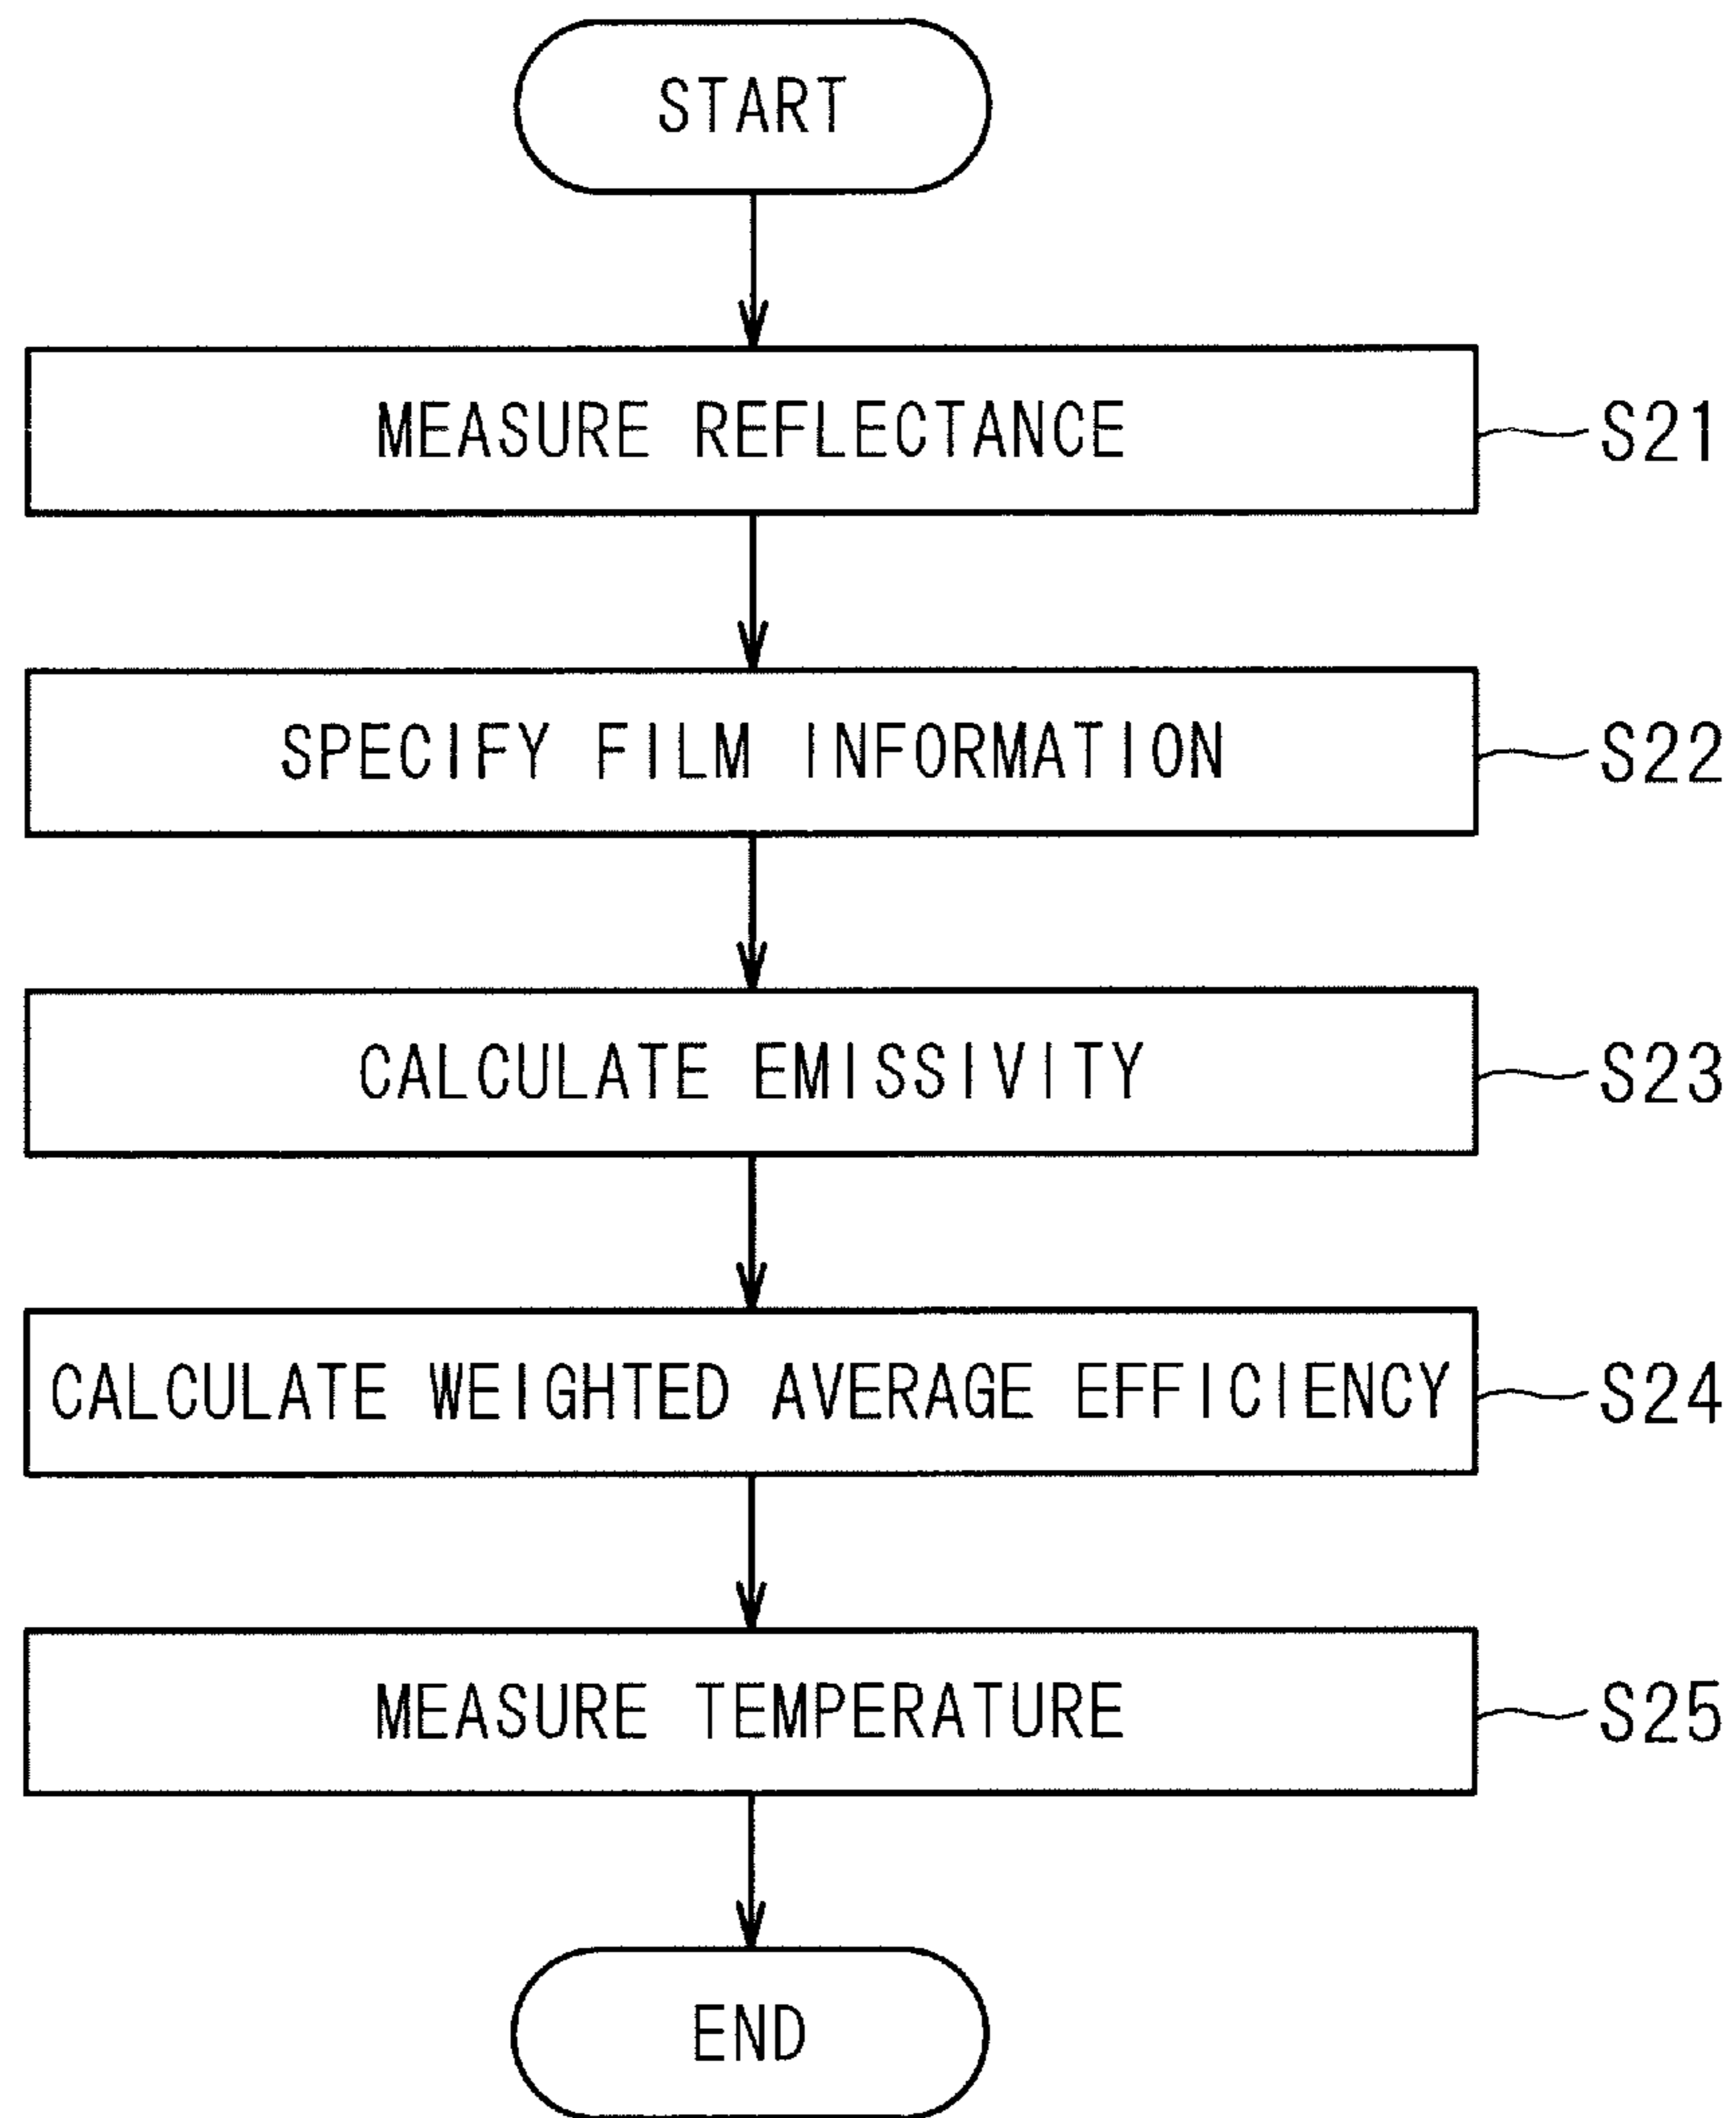 START
MEASURE REFLECTANCE
S21
SPECIFY FILM INFORMATION
S22
CALCULATE EMISSIVITY
S23
CALCULATE WEIGHTED AVERAGE EFFICIENCY
S24
MEASURE TEMPERATURE
S25
END